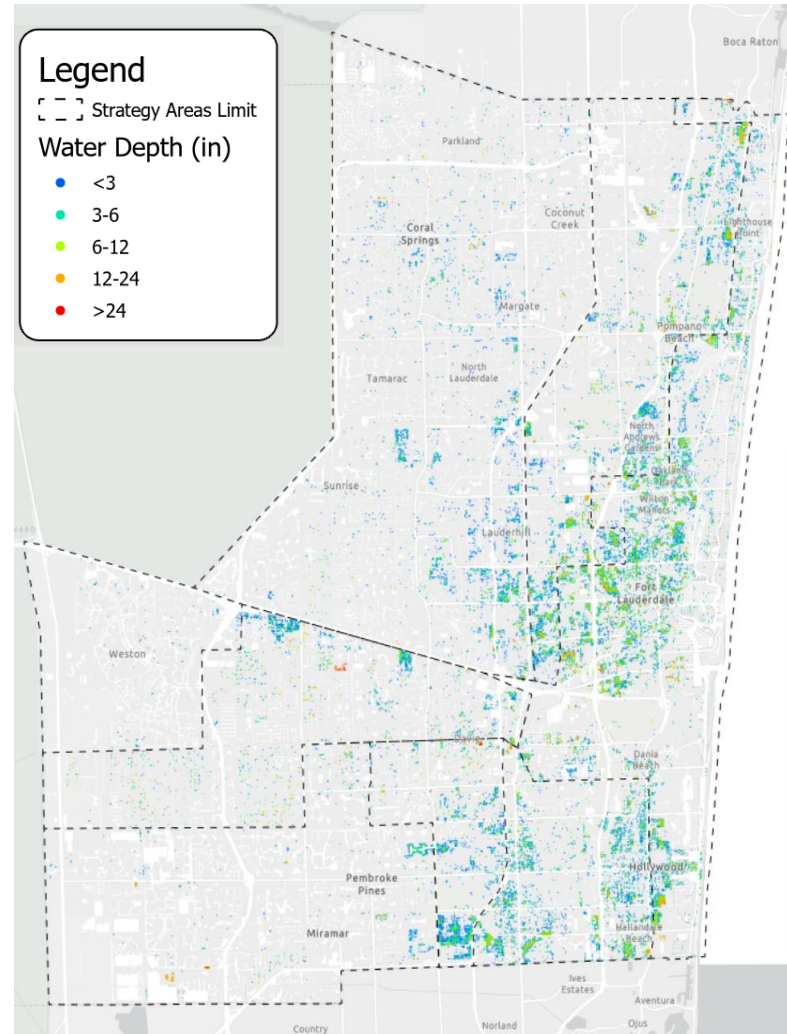 Legend
Strategy Areas Limit
Water Depth (in)
<3
3-6
6-12
12-24
>24
Boca Raton
Parkland
Coral
Springs
Coconut
Creek
Lighthouse
Point
Margate
Pompano
Beach
Tamarac
North
Lauderdale
North
Andrews
Gardens
Oakland
Park
Wilton
Manors
Sunrise
Lauderhill
Fort
Lauderdale
Weston
Davie
Dania
Beach
Hollywood
Pembroke
Pines
Miramar
Hallandale
Beach
Ives
Estates
Aventura
Country
Norland
Ojus